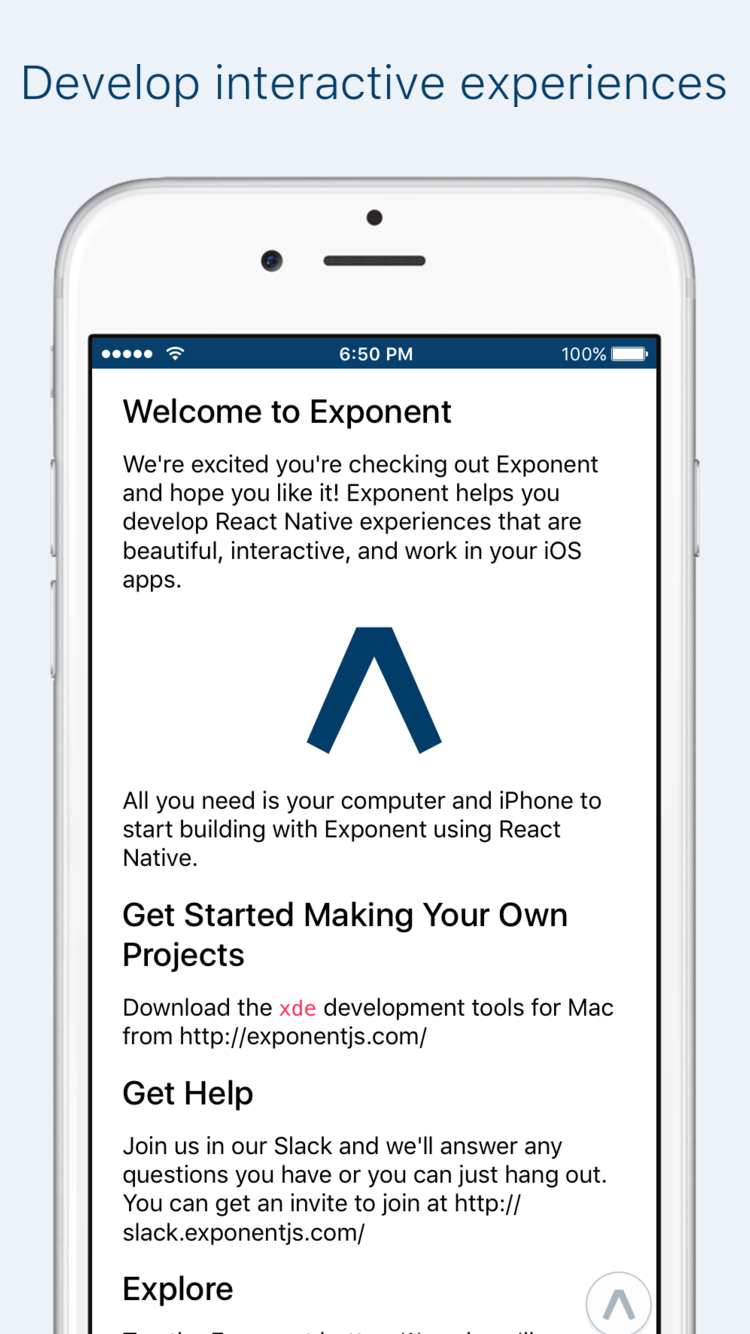 Develop interactive experiences
6:50 PM
100%
Welcome to Exponent
We're excited you're checking out Exponent
and hope you like it! Exponent helps you
develop React Native experiences that are
beautiful, interactive, and work in your iOS
apps.
All you need is your computer and iPhone to
start building with Exponent using React
Native.
Get Started Making Your Own
Projects
Download the xde development tools for Mac
from http://exponentjs.com/
Get Help
Join us in our Slack and we'll answer any
questions you have or you can just hang out.
You can get an invite to join at http://
slack.exponentjs.com/
Explore